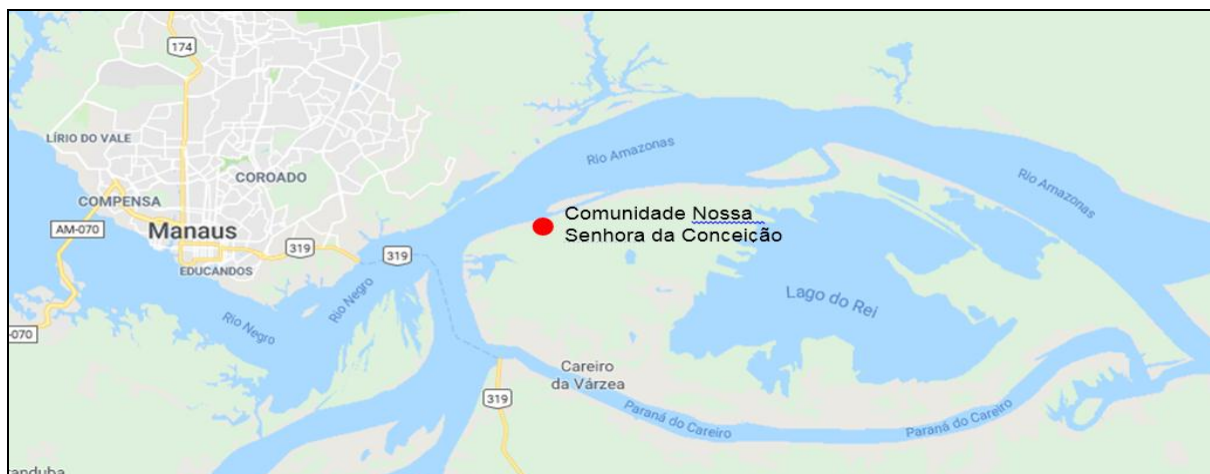 174
LÍRIO DO VALE
COROADO
COMPENSA
AM-070
Manaus
319
319
EDUCANDOS
Rio Negro
Rio Negro
-070
Rio Amazonas
Rio Amazonas
Comunidade Nossa
Senhora da Conceição
Lago do Rei
Careiro
da Várzea
319
Paraná do Careiro
Paraná do Careiro
randuba